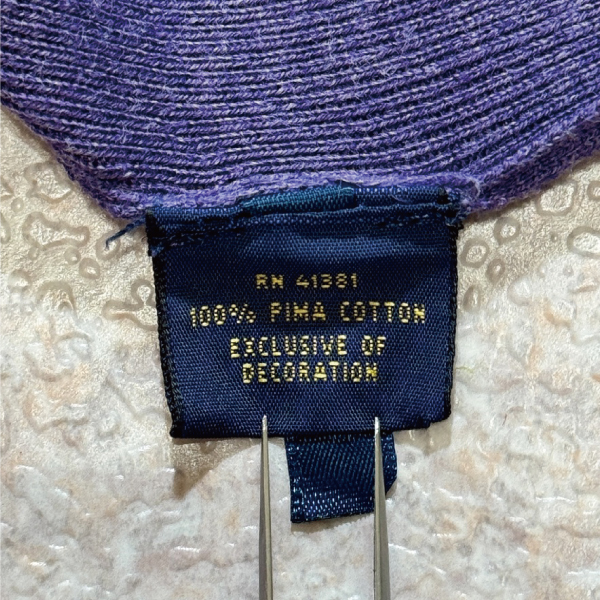 RN 41381
100% PIMA COTTON
EXCLUSIVE OF
DECORATION